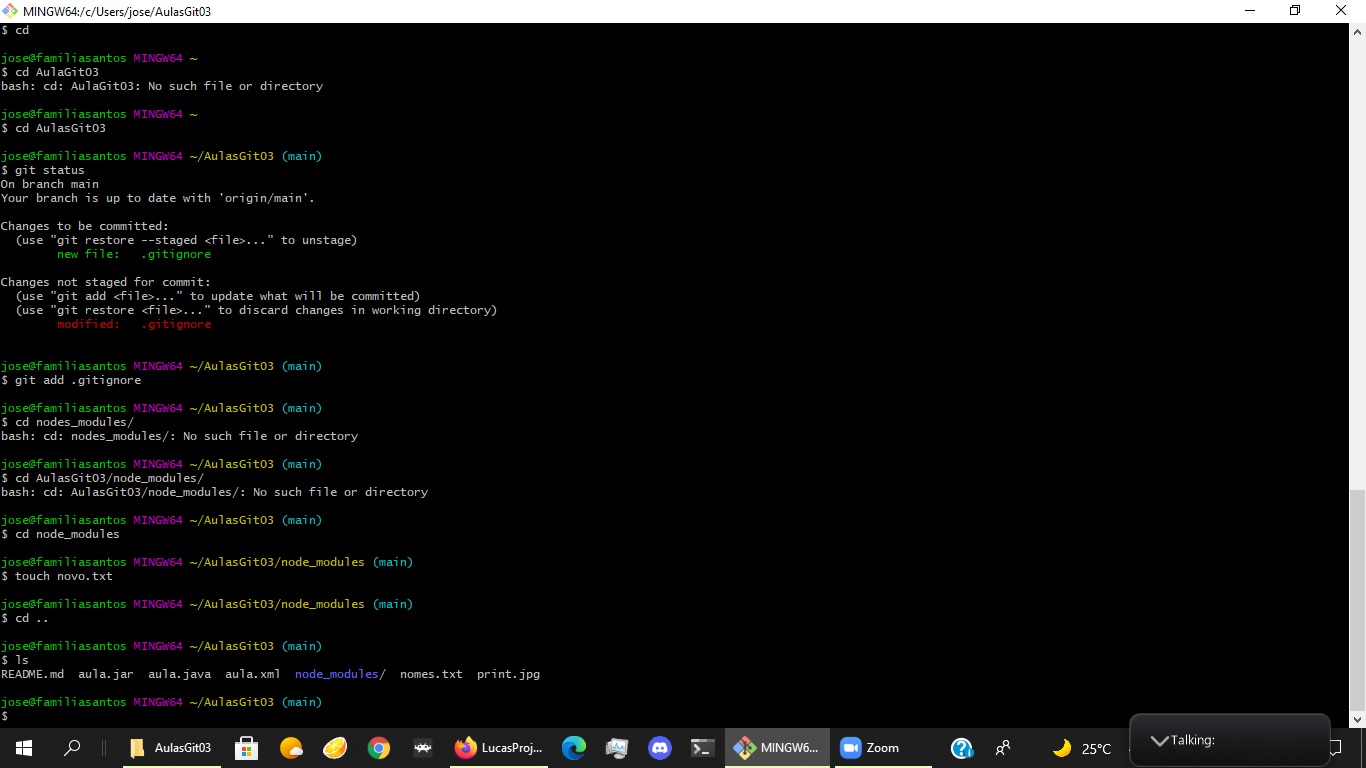 MINGW64:/c/Users/jose/AulasGit03
$ cd
jose@familiasantos MINGW64 ~
$ cd AulaGit03
bash: cd: AulaGit03: No such file or directory
jose@familiasantos MINGW64 ~
$ cd AulasGit03
jose@familiasantos MINGW64 ~/AulasGit03 (main)
$ git status
On branch main
Your branch is up to date with 'origin/main'.
Changes to be committed:
(use "git restore --staged <file>..." to unstage)
new file: .gitignore
Changes not staged for commit:
(use "git add <file>..." to update what will be committed)
(use "git restore <file>..." to discard changes in working directory)
modified: .gitignore
jose@familiasantos MINGW64 ~/AulasGit03 (main)
$ git add .gitignore
jose@familiasantos MINGW64 ~/AulasGit03 (main)
$ cd nodes_modules/
bash: cd: nodes_modules/: No such file or directory
jose@familiasantos MINGW64 ~/AulasGit03 (main)
$ cd AulasGit03/node_modules/
bash: cd: AulasGit03/node_modules/: No such file or directory
jose@familiasantos MINGW64 ~/AulasGit03 (main)
$ cd node_modules
jose@familiasantos MINGW64 ~/AulasGit03/node_modules (main)
$ touch novo.txt
jose@familiasantos MINGW64 ~/AulasGit03/node_modules (main)
$ cd ..
jose@familiasantos MINGW64 ~/AulasGit03 (main)
$ ls
README.md aula.jar aula.java aula.xml node_modules/ nomes.txt print.jpg
jose@familiasantos MINGW64 ~/AulasGit03 (main)
$
AulasGit03 LucasProj... MINGW6... Zoom 25°C Talking: